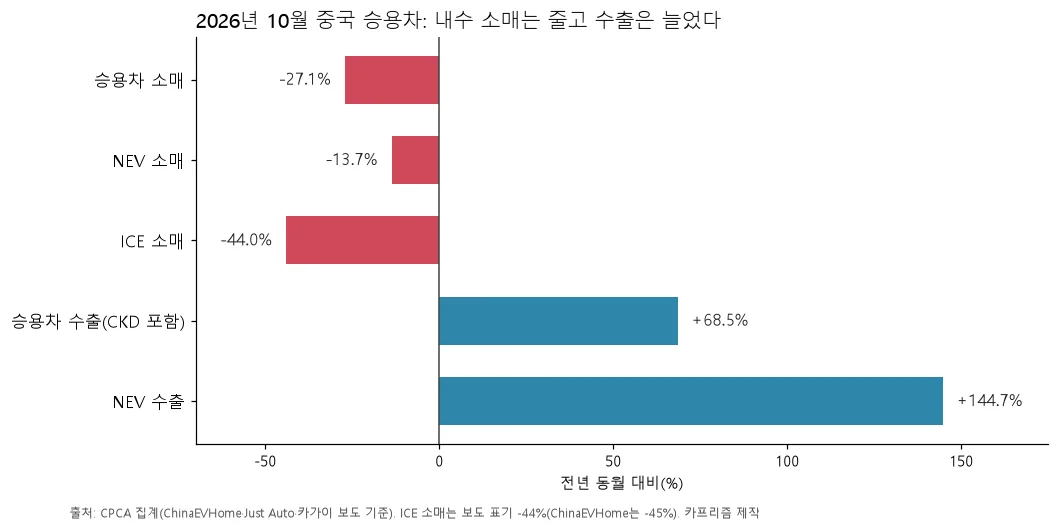 2026년 10월 중국 승용차: 내수 소매는 줄고 수출은 늘었다
승용차 소매
-27.1%
NEV 소매
-13.7%
ICE 소매
-44.0%
승용차 수출(CKD 포함)
+68.5%
NEV 수출
+144.7%
-50
0
50
100
150
전년 동월 대비(%)
출처: CPCA 집계(ChinaEVHome·Just Auto·카가이 보도 기준). ICE 소매는 보도 표기 -44%(ChinaEVHome는 -45%). 카프리즘 제작